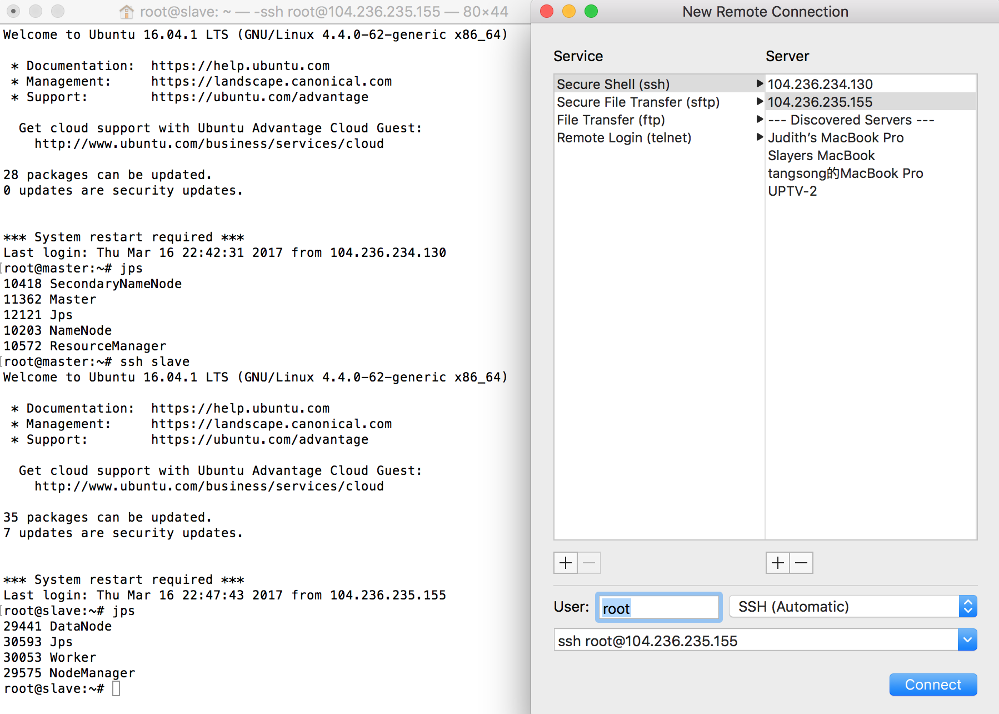 root@slave: ~ — -ssh root@104.236.235.155 — 80×44
Welcome to Ubuntu 16.04.1 LTS (GNU/Linux 4.4.0-62-generic x86_64)
* Documentation:  https://help.ubuntu.com
* Management:     https://landscape.canonical.com
* Support:        https://ubuntu.com/advantage
Get cloud support with Ubuntu Advantage Cloud Guest:
http://www.ubuntu.com/business/services/cloud
28 packages can be updated.
0 updates are security updates.
*** System restart required ***
Last login: Thu Mar 16 22:42:31 2017 from 104.236.234.130
[root@master:~# jps
10418 SecondaryNameNode
11362 Master
12121 Jps
10203 NameNode
10572 ResourceManager
[root@master:~# ssh slave
Welcome to Ubuntu 16.04.1 LTS (GNU/Linux 4.4.0-62-generic x86_64)
* Documentation:  https://help.ubuntu.com
* Management:     https://landscape.canonical.com
* Support:        https://ubuntu.com/advantage
Get cloud support with Ubuntu Advantage Cloud Guest:
http://www.ubuntu.com/business/services/cloud
35 packages can be updated.
7 updates are security updates.
*** System restart required ***
Last login: Thu Mar 16 22:47:43 2017 from 104.236.235.155
[root@slave:~# jps
29441 DataNode
30593 Jps
30053 Worker
29575 NodeManager
root@slave:~#
New Remote Connection
Service
Secure Shell (ssh)
Secure File Transfer (sftp)
File Transfer (ftp)
Remote Login (telnet)
Server
104.236.234.130
104.236.235.155
--- Discovered Servers ---
Judith’s MacBook Pro
Slayers MacBook
tangsong的MacBook Pro
UPTV-2
User: root
SSH (Automatic)
ssh root@104.236.235.155
Connect